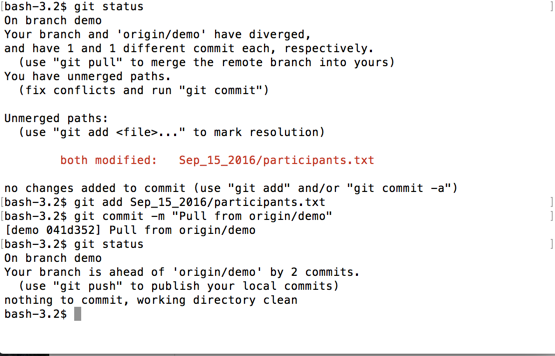 bash-3.2$ git status
On branch demo
Your branch and 'origin/demo' have diverged,
and have 1 and 1 different commit each, respectively.
  (use "git pull" to merge the remote branch into yours)
You have unmerged paths.
  (fix conflicts and run "git commit")

Unmerged paths:
  (use "git add <file>..." to mark resolution)

        both modified:   Sep_15_2016/participants.txt

no changes added to commit (use "git add" and/or "git commit -a")
bash-3.2$ git add Sep_15_2016/participants.txt
bash-3.2$ git commit -m "Pull from origin/demo"
[demo 041d352] Pull from origin/demo
bash-3.2$ git status
On branch demo
Your branch is ahead of 'origin/demo' by 2 commits.
  (use "git push" to publish your local commits)
nothing to commit, working directory clean
bash-3.2$